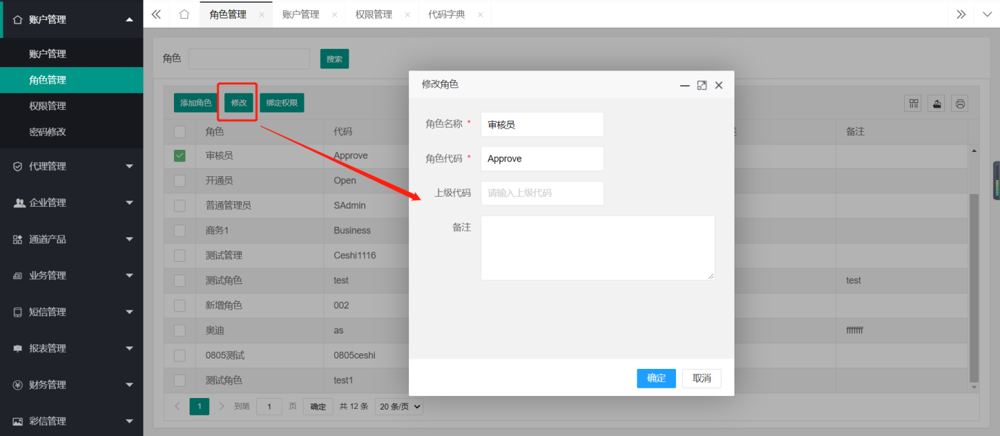 账户管理
账户管理
角色管理
权限管理
密码修改
代理管理
企业管理
通道产品
业务管理
短信管理
报表管理
财务管理
彩信管理
角色管理
账户管理
权限管理
代码字典
角色
搜索
添加角色 修改 绑定权限
角色 代码 备注
审核员 Approve
开通员 Open
普通管理员 SAdmin
商务1 Business
测试管理 Ceshi1116
测试角色 test test
新增角色 002
奥迪 as fffffff
0805测试 0805ceshi
测试角色 test1
1 到第 1 页 确定 共 12 条 20 条/页
修改角色
角色名称 * 审核员
角色代码 * Approve
上级代码 请输入上级代码
备注
确定 取消